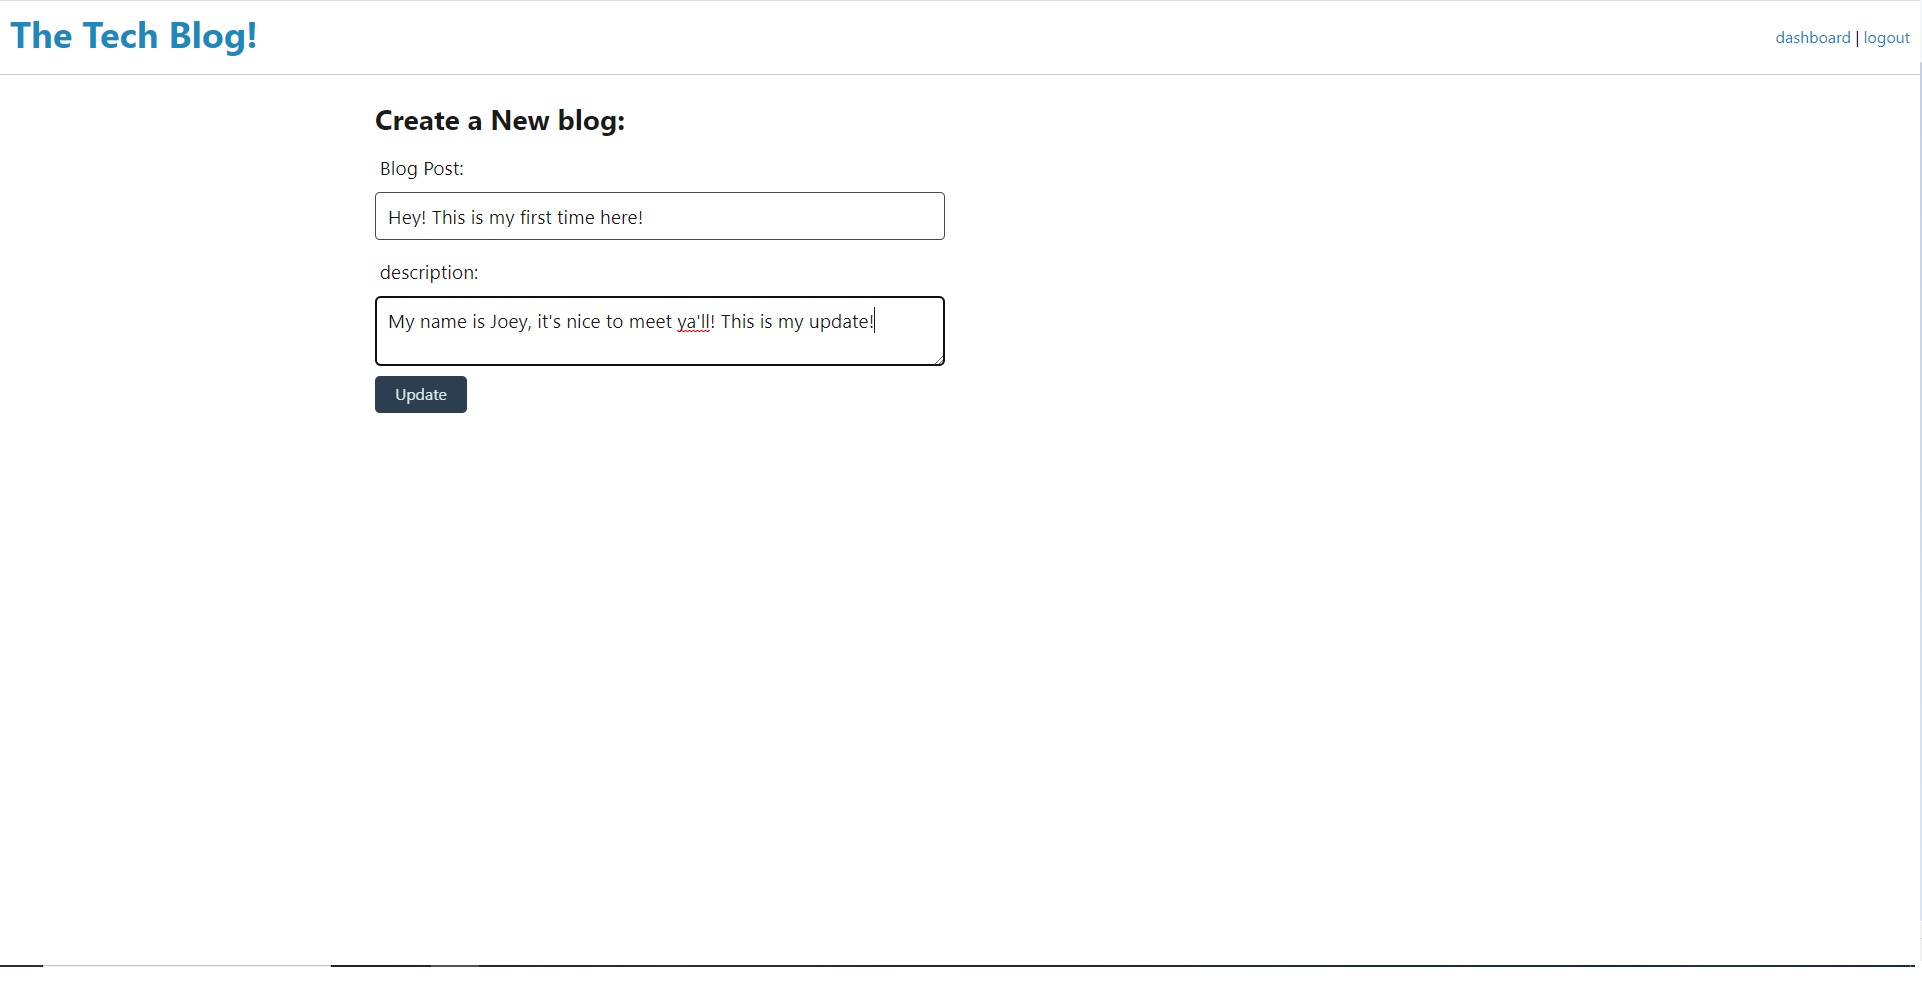 The Tech Blog!
dashboard | logout
Create a New blog:
Blog Post:
Hey! This is my first time here!
description:
My name is Joey, it's nice to meet ya'll! This is my update!
Update